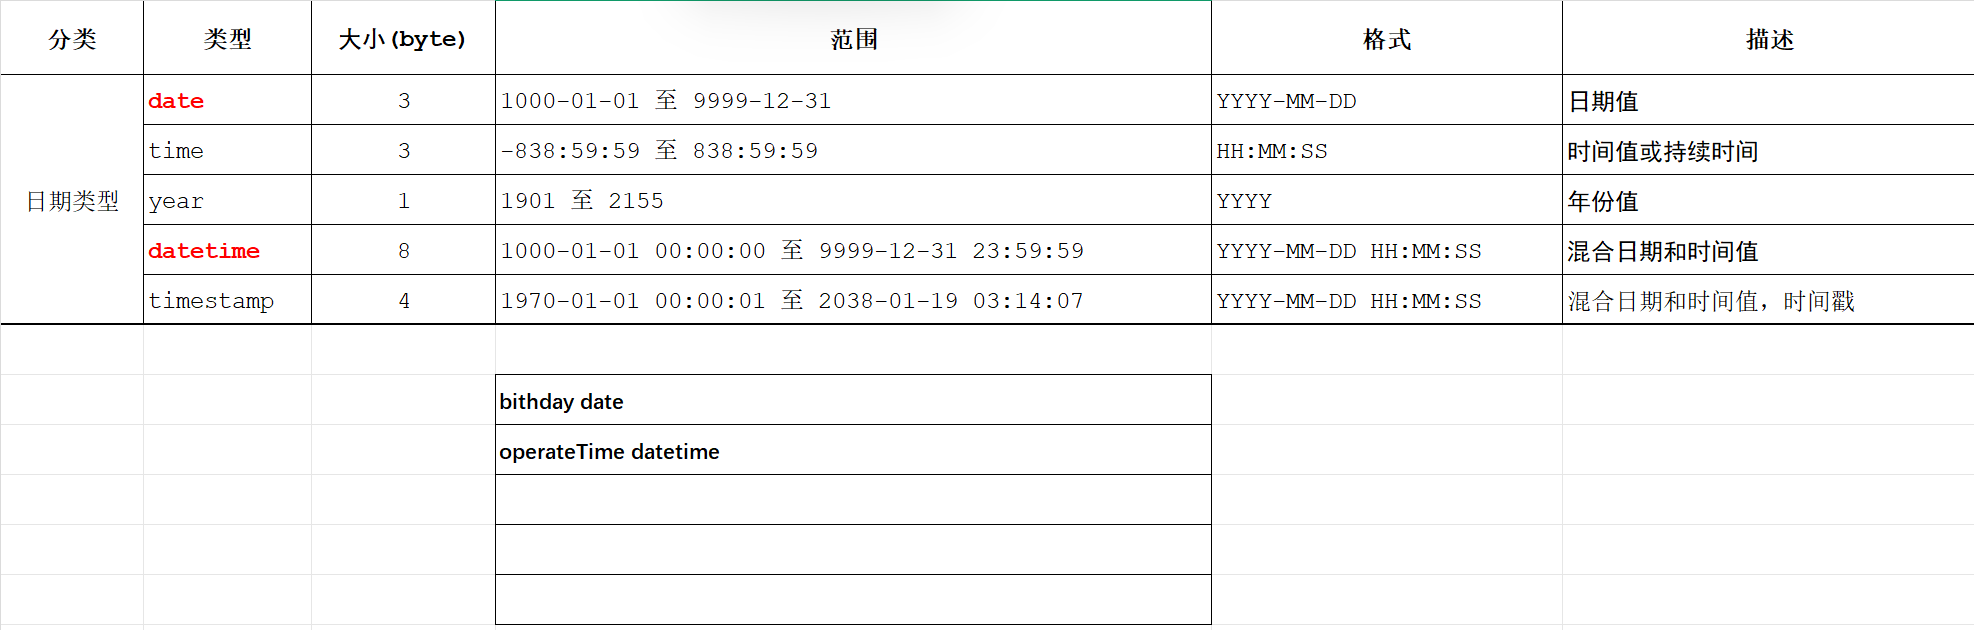 分类 类型 大小(byte) 范围 格式 描述
日期类型
date 3 1000-01-01 至 9999-12-31 YYYY-MM-DD 日期值
time 3 -838:59:59 至 838:59:59 HH:MM:SS 时间值或持续时间
year 1 1901 至 2155 YYYY 年份值
datetime 8 1000-01-01 00:00:00 至 9999-12-31 23:59:59 YYYY-MM-DD HH:MM:SS 混合日期和时间值
timestamp 4 1970-01-01 00:00:01 至 2038-01-19 03:14:07 YYYY-MM-DD HH:MM:SS 混合日期和时间值，时间戳
bithday date
operateTime datetime